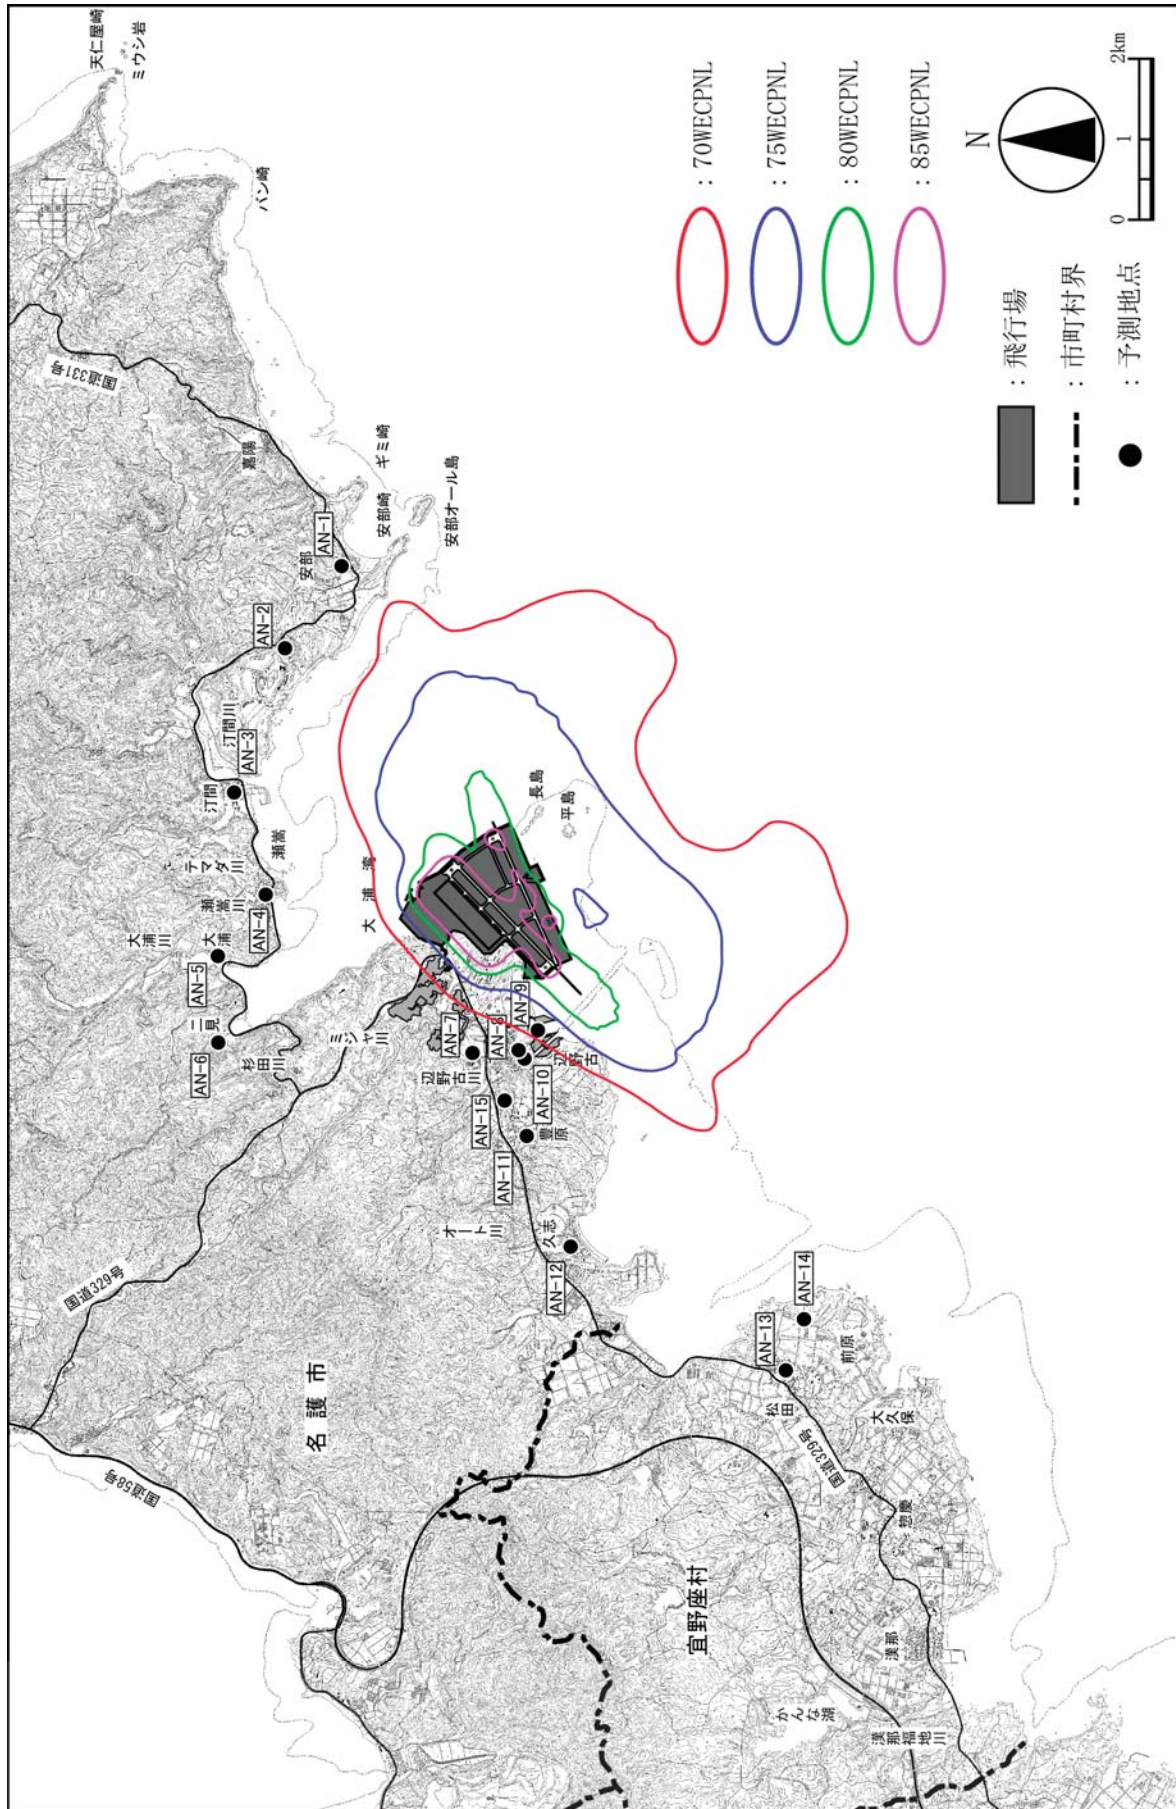 天仁屋崎
ミウシ岩
バン崎
国道331号
嘉陽
ギミ崎
安部崎
安部オール島
安部
AN-1
AN-2
汀間川
AN-3
汀間
テマダ川
瀬嵩
瀬嵩川
AN-4
大浦川
大浦
AN-5
二見
AN-6
杉田川
大浦湾
ミジャ川
長島
平島
AN-7
辺野古川
AN-8
AN-9
辺野古
AN-10
AN-15
豊原
AN-11
オート川
久志
AN-12
国道329号
名護市
国道58号
AN-13
AN-14
松田
前原
大久保
国道329号
惣慶
宜野座村
漢那
かんな湖
漢那福地川
：70WECPNL
：75WECPNL
：80WECPNL
：85WECPNL
：飛行場
：市町村界
：予測地点
N
0 1 2km